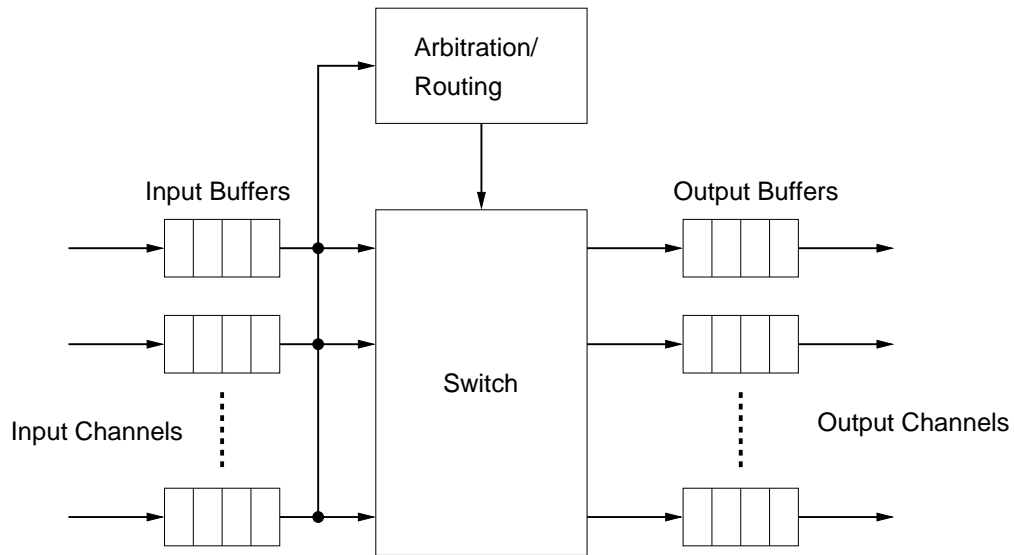 Arbitration/
Routing
Input Buffers
Output Buffers
Switch
Input Channels
Output Channels